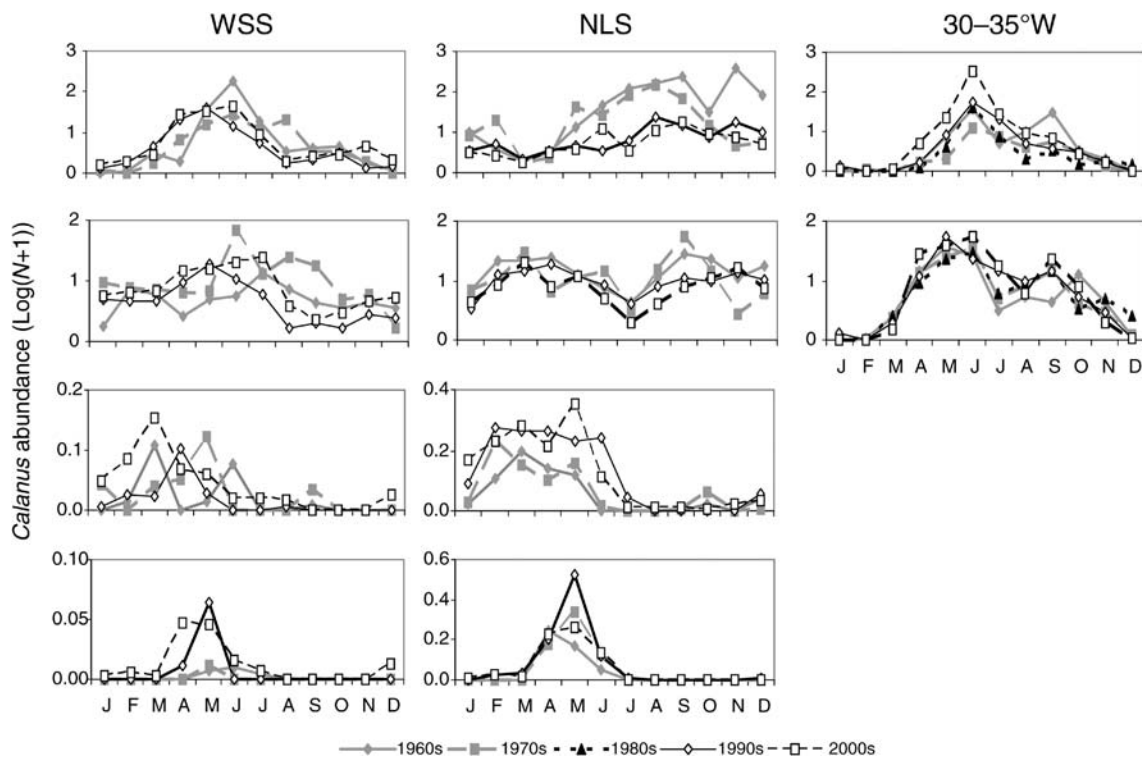 WSS NLS 30–35°W
3 3 3
2 2 2
1 1 1
0 0 0
2 2 2
1 1 1
0 0 0
J F M A M J J A S O N D
0.2 0.4
0.1 0.2
0.0 0.0
0.10 0.6
0.4
0.05
0.2
0.00 0.0
J F M A M J J A S O N D J F M A M J J A S O N D
Calanus abundance (Log(N+1))
1960s 1970s 1980s 1990s 2000s